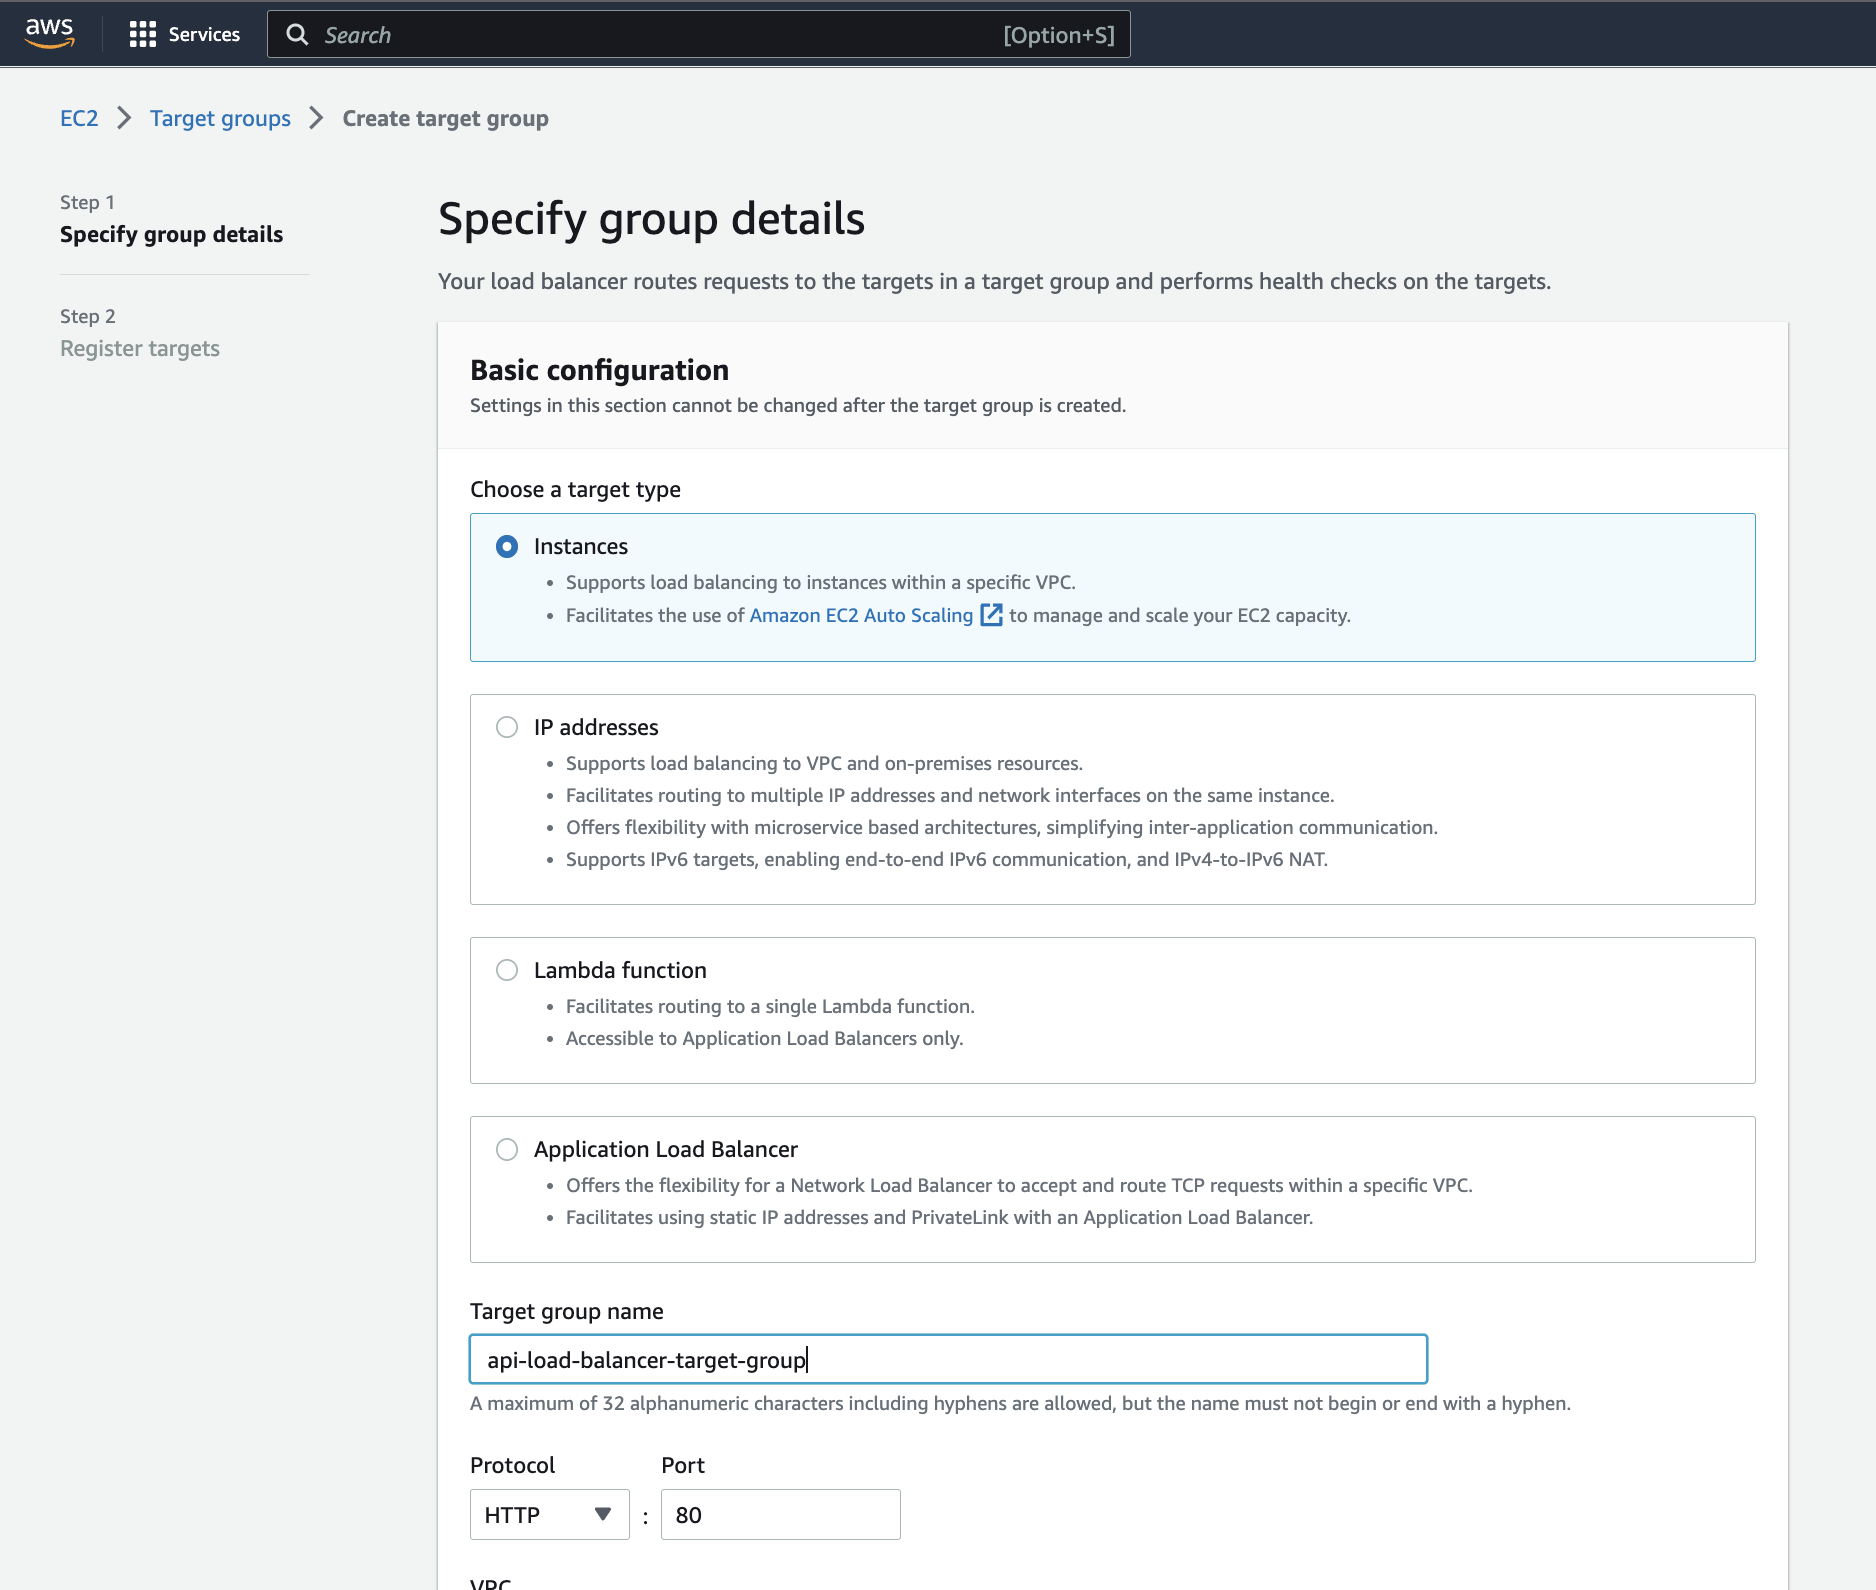 aws
Services
Search
[Option+S]
EC2 > Target groups > Create target group
Step 1
Specify group details
Step 2
Register targets
Specify group details
Your load balancer routes requests to the targets in a target group and performs health checks on the targets.
Basic configuration
Settings in this section cannot be changed after the target group is created.
Choose a target type
Instances
• Supports load balancing to instances within a specific VPC.
• Facilitates the use of Amazon EC2 Auto Scaling to manage and scale your EC2 capacity.
IP addresses
• Supports load balancing to VPC and on-premises resources.
• Facilitates routing to multiple IP addresses and network interfaces on the same instance.
• Offers flexibility with microservice based architectures, simplifying inter-application communication.
• Supports IPv6 targets, enabling end-to-end IPv6 communication, and IPv4-to-IPv6 NAT.
Lambda function
• Facilitates routing to a single Lambda function.
• Accessible to Application Load Balancers only.
Application Load Balancer
• Offers the flexibility for a Network Load Balancer to accept and route TCP requests within a specific VPC.
• Facilitates using static IP addresses and PrivateLink with an Application Load Balancer.
Target group name
api-load-balancer-target-group
A maximum of 32 alphanumeric characters including hyphens are allowed, but the name must not begin or end with a hyphen.
Protocol Port
HTTP : 80
VPC